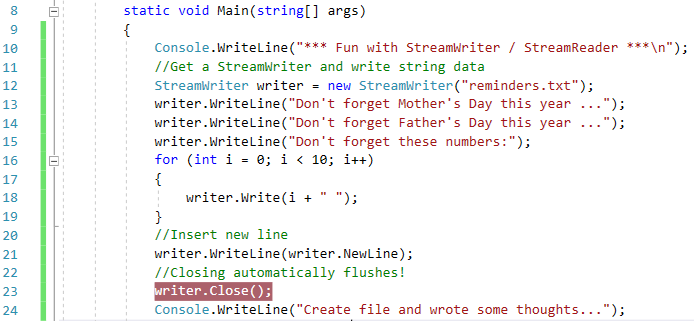 8 static void Main(string[] args)
9 {
10 Console.WriteLine("*** Fun with StreamWriter / StreamReader ***\n");
11 //Get a StreamWriter and write string data
12 StreamWriter writer = new StreamWriter("reminders.txt");
13 writer.WriteLine("Don't forget Mother's Day this year ...");
14 writer.WriteLine("Don't forget Father's Day this year ...");
15 writer.WriteLine("Don't forget these numbers:");
16 for (int i = 0; i < 10; i++)
17 {
18 writer.Write(i + " ");
19 }
20 //Insert new line
21 writer.WriteLine(writer.NewLine);
22 //Closing automatically flushes!
23 writer.Close();
24 Console.WriteLine("Create file and wrote some thoughts...");